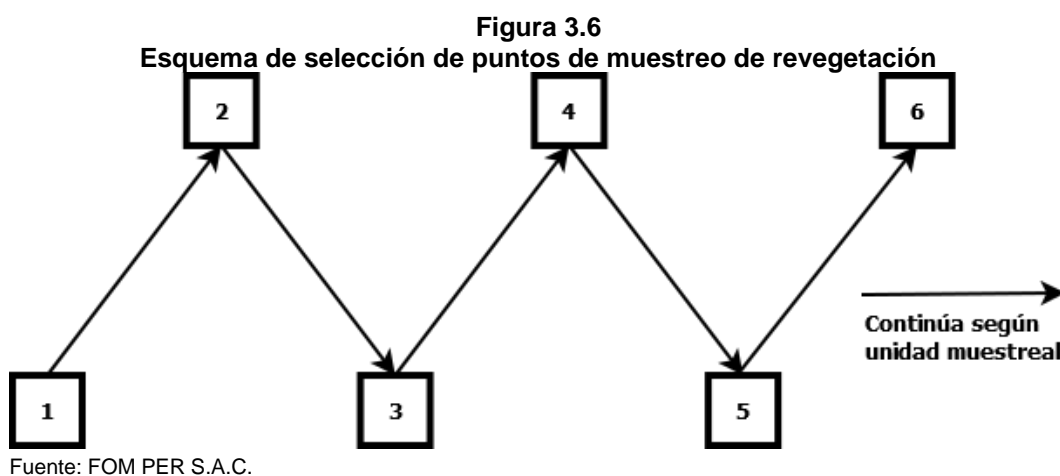 Figura 3.6
Esquema de selección de puntos de muestreo de revegetación
2
4
6
Continúa según
unidad muestreal
1
3
5
Fuente: FOM PER S.A.C.